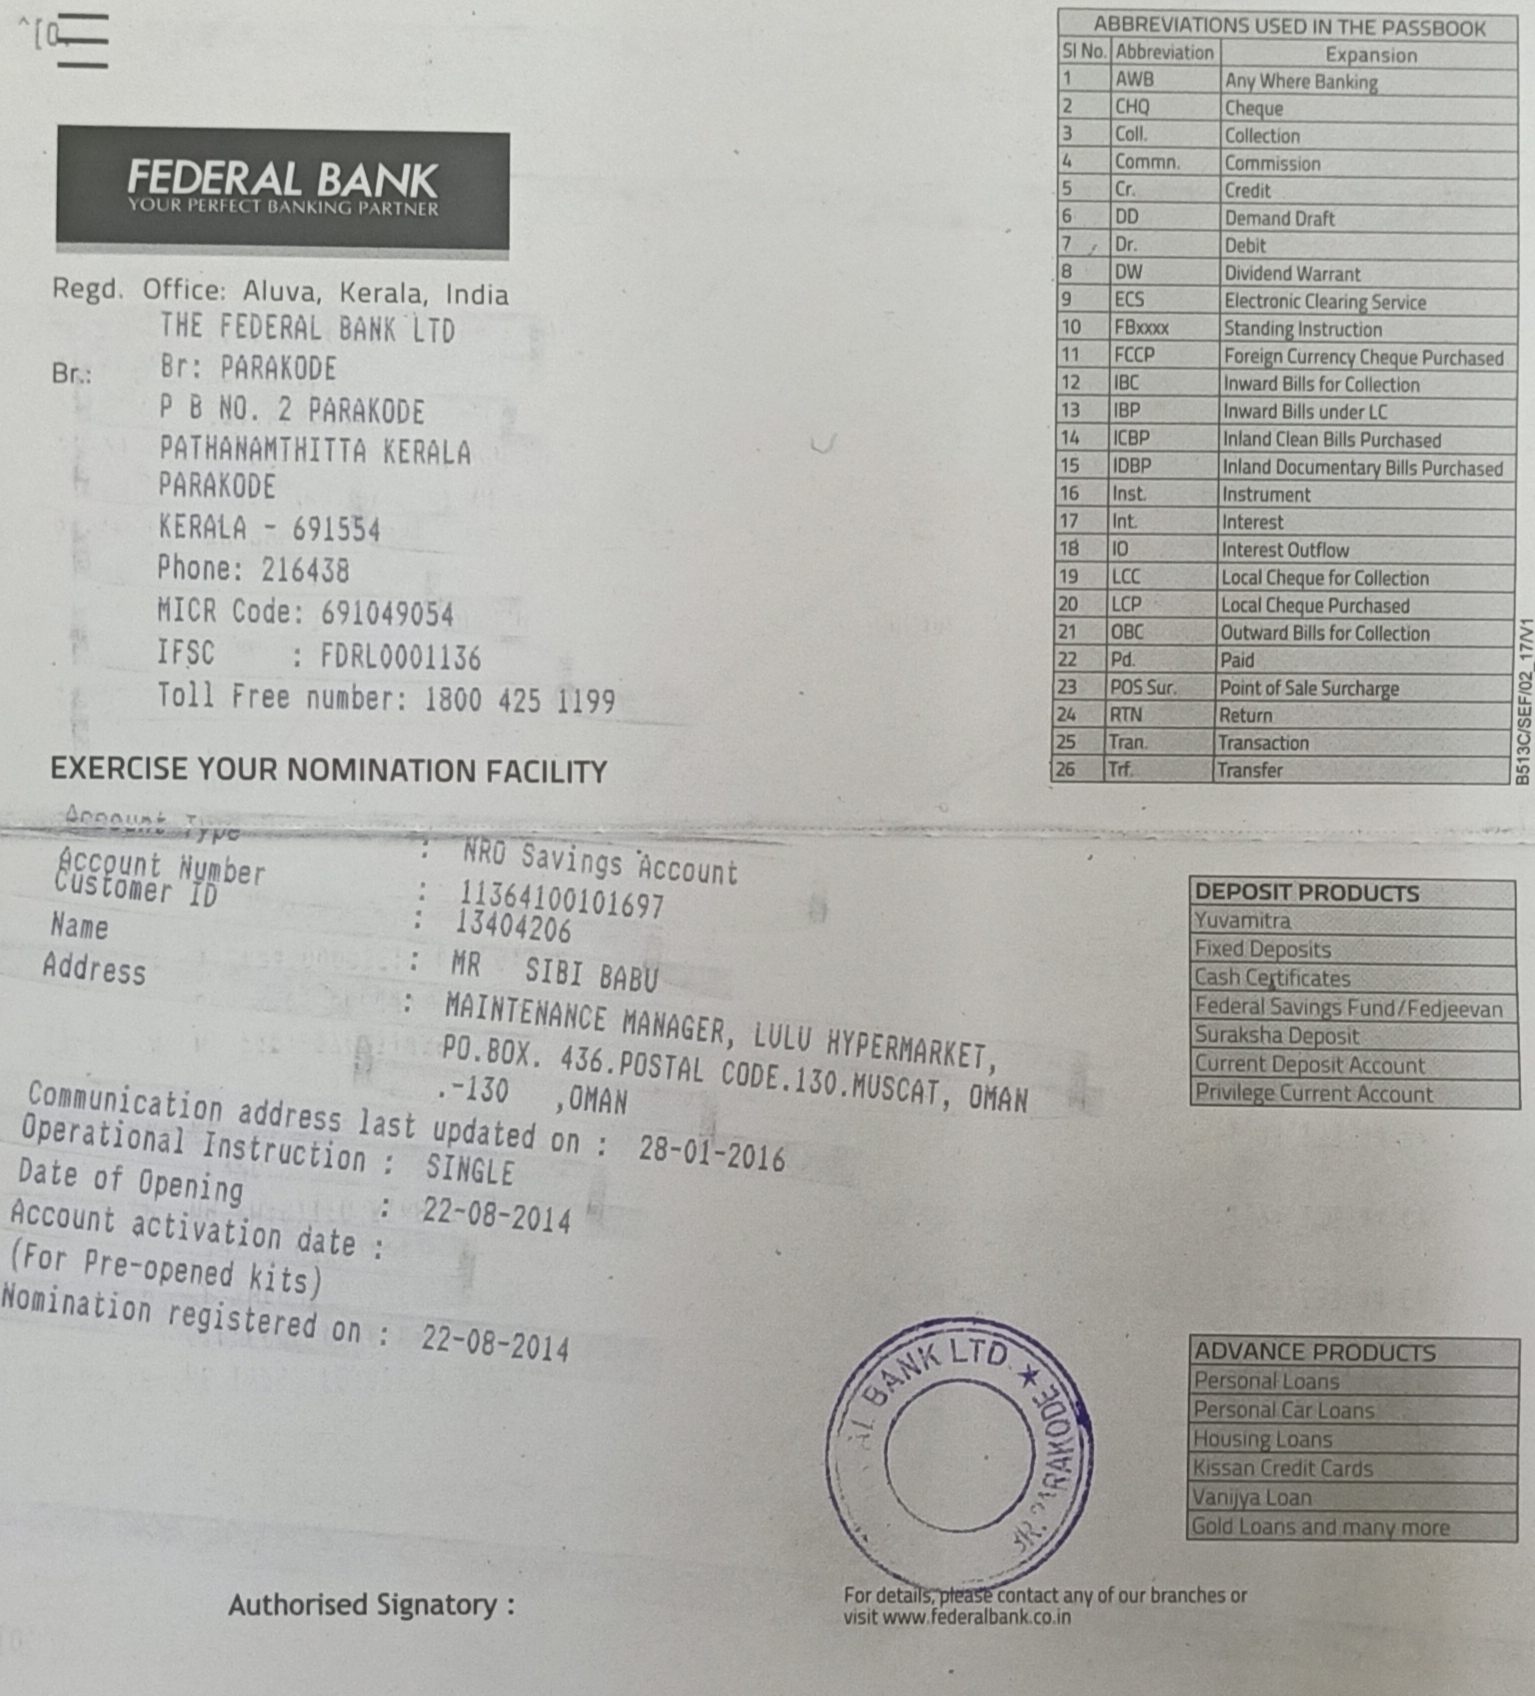 FEDERAL BANK
YOUR PERFECT BANKING PARTNER
Regd. Office: Aluva, Kerala, India
THE FEDERAL BANK LTD
Br.: Br: PARAKODE
P B NO. 2 PARAKODE
PATHANAMTHITTA KERALA
PARAKODE
KERALA - 691554
Phone: 216438
MICR Code: 691049054
IFSC : FDRL0001136
Toll Free number: 1800 425 1199
EXERCISE YOUR NOMINATION FACILITY
Account Type : NRO Savings Account
Account Number : 11364100101697
Customer ID : 13404206
Name : MR SIBI BABU
Address : MAINTENANCE MANAGER, LULU HYPERMARKET,
PO.BOX. 436.POSTAL CODE.130.MUSCAT, OMAN
.-130 ,OMAN
Communication address last updated on : 28-01-2016
Operational Instruction : SINGLE
Date of Opening : 22-08-2014
Account activation date :
(For Pre-opened kits)
Nomination registered on : 22-08-2014
Authorised Signatory :
ABBREVIATIONS USED IN THE PASSBOOK
Sl No. Abbreviation Expansion
1 AWB Any Where Banking
2 CHQ Cheque
3 Coll. Collection
4 Commn. Commission
5 Cr. Credit
6 DD Demand Draft
7 Dr. Debit
8 DW Dividend Warrant
9 ECS Electronic Clearing Service
10 FBxxxx Standing Instruction
11 FCCP Foreign Currency Cheque Purchased
12 IBC Inward Bills for Collection
13 IBP Inward Bills under LC
14 ICBP Inland Clean Bills Purchased
15 IDBP Inland Documentary Bills Purchased
16 Inst. Instrument
17 Int. Interest
18 IO Interest Outflow
19 LCC Local Cheque for Collection
20 LCP Local Cheque Purchased
21 OBC Outward Bills for Collection
22 Pd. Paid
23 POS Sur. Point of Sale Surcharge
24 RTN Return
25 Tran. Transaction
26 Trf. Transfer
B513C/SEF/02_17/V1
DEPOSIT PRODUCTS
Yuvamitra
Fixed Deposits
Cash Certificates
Federal Savings Fund/Fedjeevan
Suraksha Deposit
Current Deposit Account
Privilege Current Account
ADVANCE PRODUCTS
Personal Loans
Personal Car Loans
Housing Loans
Kissan Credit Cards
Vanijya Loan
Gold Loans and many more
BANK LTD. ★ PARAKODE
For details, please contact any of our branches or
visit www.federalbank.co.in